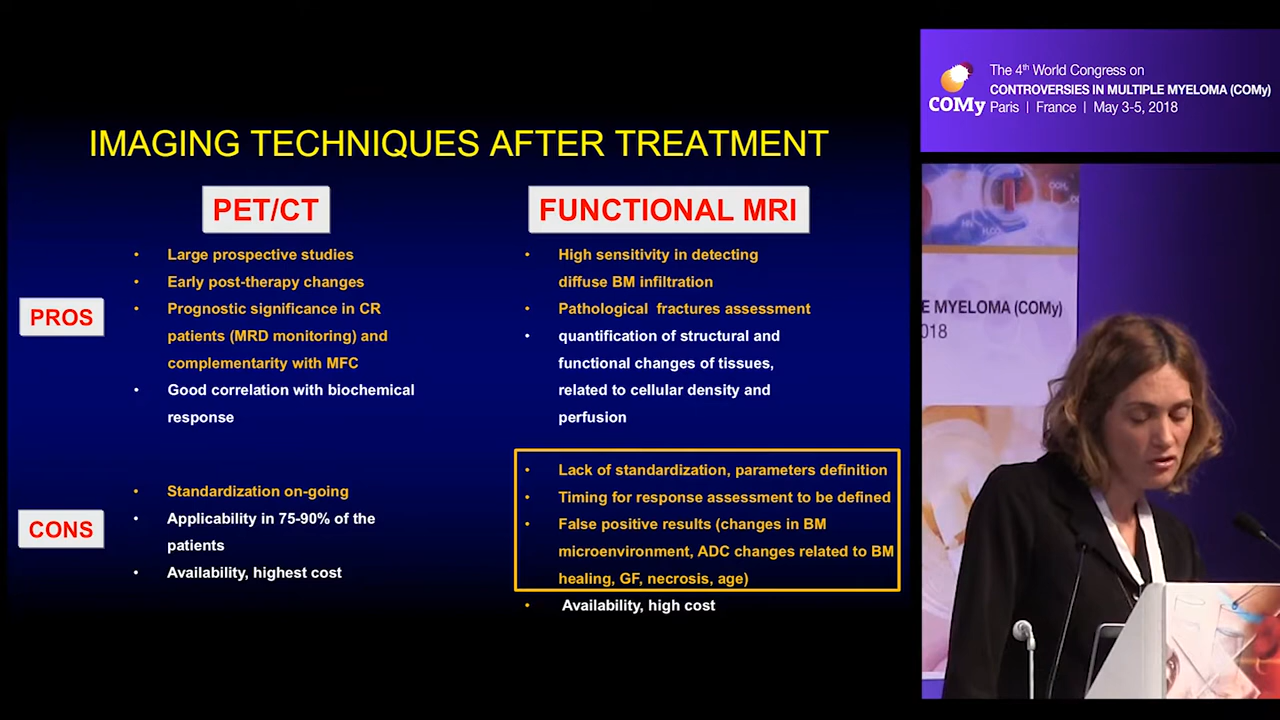 IMAGING TECHNIQUES AFTER TREATMENT
PET/CT
FUNCTIONAL MRI
PROS
• Large prospective studies
• Early post-therapy changes
• Prognostic significance in CR
patients (MRD monitoring) and
complementarity with MFC
• Good correlation with biochemical
response
• High sensitivity in detecting
diffuse BM infiltration
• Pathological fractures assessment
• quantification of structural and
functional changes of tissues,
related to cellular density and
perfusion
CONS
• Standardization on-going
• Applicability in 75-90% of the
patients
• Availability, highest cost
• Lack of standardization, parameters definition
• Timing for response assessment to be defined
• False positive results (changes in BM
microenvironment, ADC changes related to BM
healing, GF, necrosis, age)
• Availability, high cost
COMy
The 4th World Congress on
CONTROVERSIES IN MULTIPLE MYELOMA (COMy)
Paris | France | May 3-5, 2018
E MYELOMA (COMy)
018